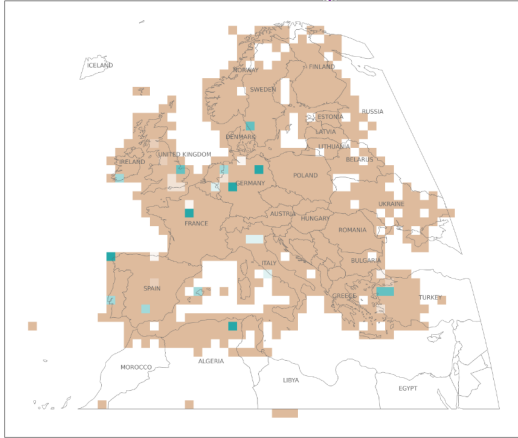 ICELAND
NORWAY
FINLAND
SWEDEN
RUSSIA
ESTONIA
LATVIA
DENMARK
LITHUANIA
UNITED KINGDOM
BELARUS
IRELAND
POLAND
GERMANY
UKRAINE
AUSTRIA
HUNGARY
FRANCE
ROMANIA
ITALY
BULGARIA
SPAIN
GREECE
TURKEY
ALGERIA
MOROCCO
LIBYA
EGYPT